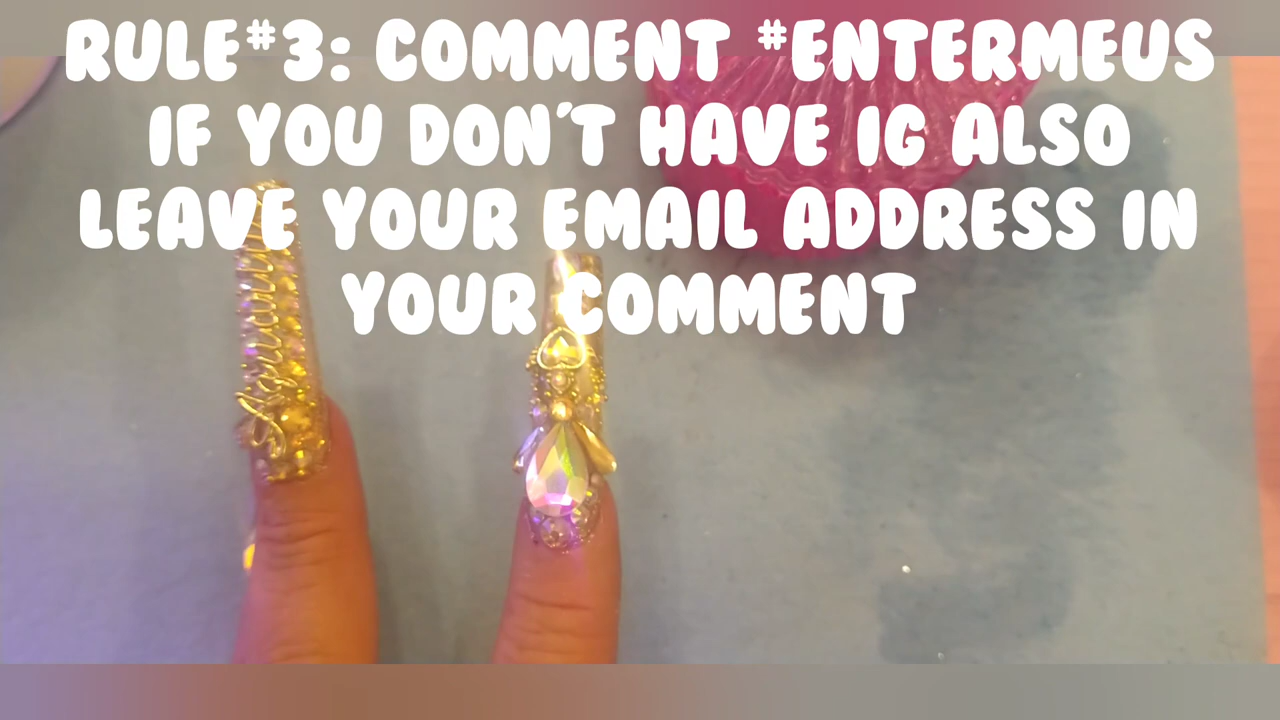 RULE#3: COMMENT #ENTERMEUS
IF YOU DON'T HAVE IG ALSO
LEAVE YOUR EMAIL ADDRESS IN
YOUR COMMENT